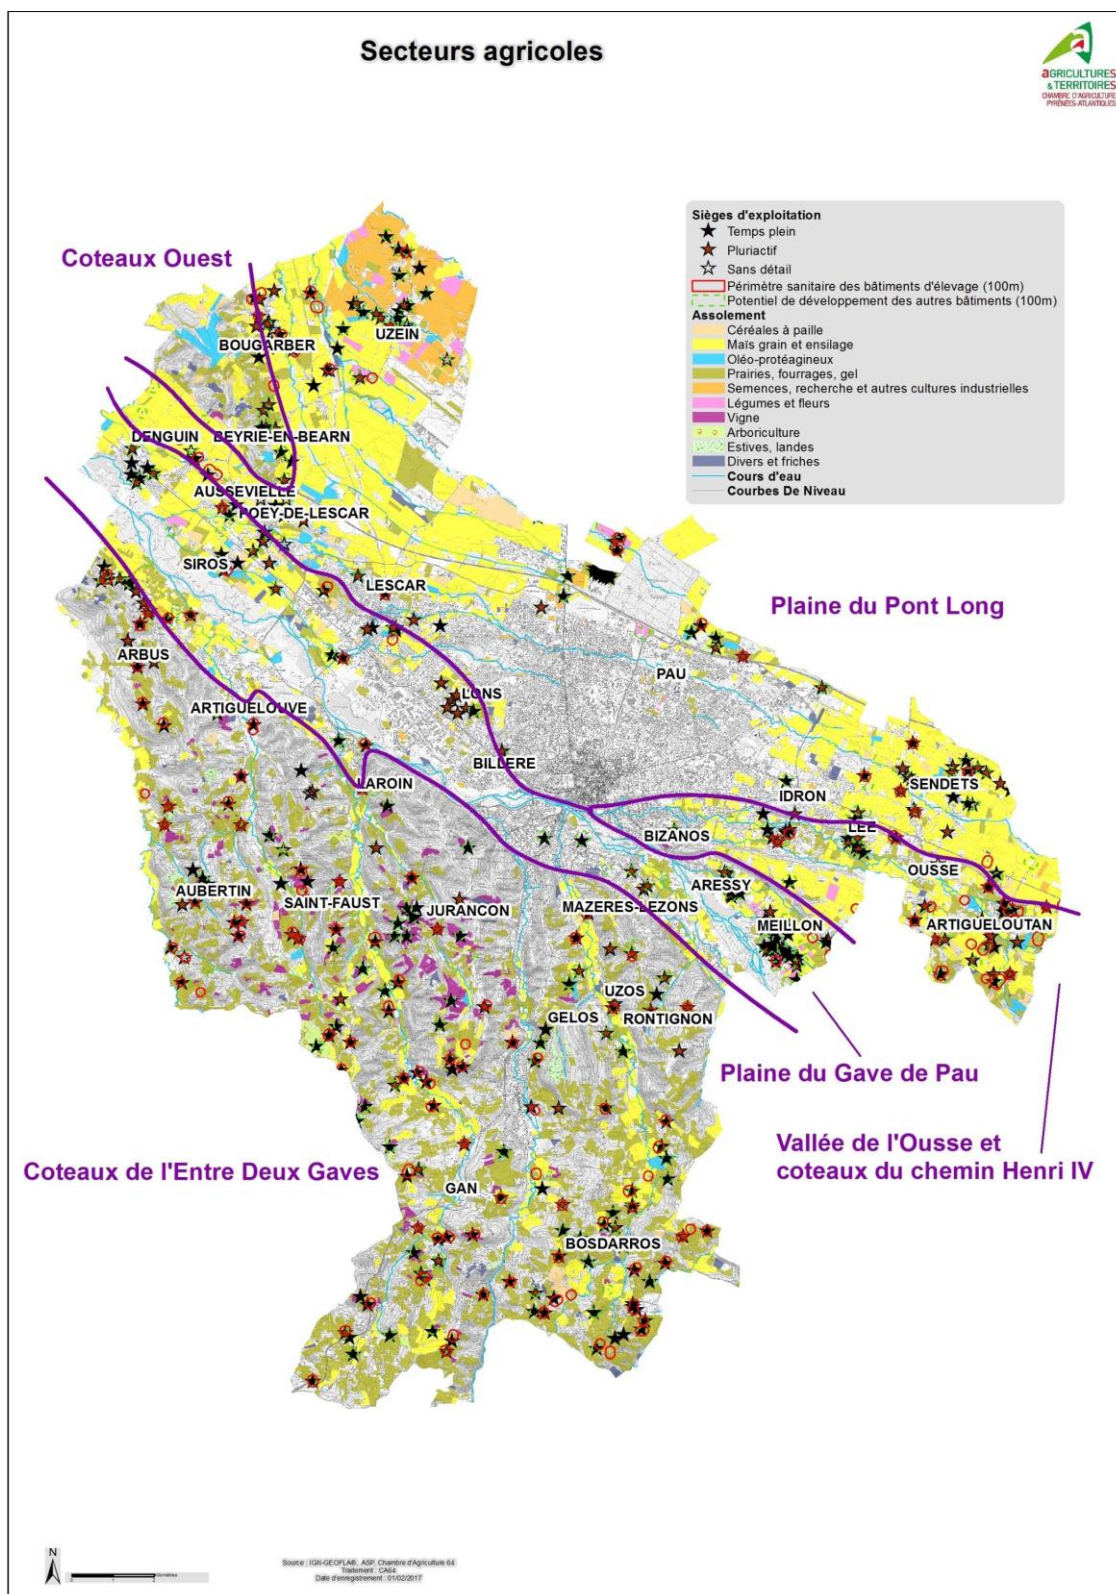 Secteurs agricoles
aGRICULTURES
& TERRITOIRES
CHAMBRE D'AGRICULTURE
PYRÉNÉES-ATLANTIQUES
Sièges d'exploitation
Temps plein
Pluriactif
Sans détail
Périmètre sanitaire des bâtiments d'élevage (100m)
Potentiel de développement des autres bâtiments (100m)
Assolement
Céréales à paille
Maïs grain et ensilage
Oléo-protéagineux
Prairies, fourrages, gel
Semences, recherche et autres cultures industrielles
Légumes et fleurs
Vigne
Arboriculture
Estives, landes
Divers et friches
Cours d'eau
Courbes De Niveau
Coteaux Ouest
UZEIN
BOUGARBER
DENGUIN
BEYRIE-EN-BEARN
AUSSEVIELLE
POEY-DE-LESCAR
SIROS
LESCAR
Plaine du Pont Long
ARBUS
PAU
ARTIGUELOUVE
LONS
BILLERE
LAROIN
IDRON
SENDETS
BIZANOS
LEE
OUSSE
AUBERTIN
SAINT-FAUST
JURANCON
MAZERES-LEZONS
ARESSY
MEILLON
ARTIGUELOUTAN
UZOS
GELOS
RONTIGNON
Plaine du Gave de Pau
Vallée de l'Ousse et
coteaux du chemin Henri IV
Coteaux de l'Entre Deux Gaves
GAN
BOSDARROS
N
Source : IGN-GEOFLA®, ASP, Chambre d'Agriculture 64
Traitement : CA64
Date d'enregistrement : 01/02/2017